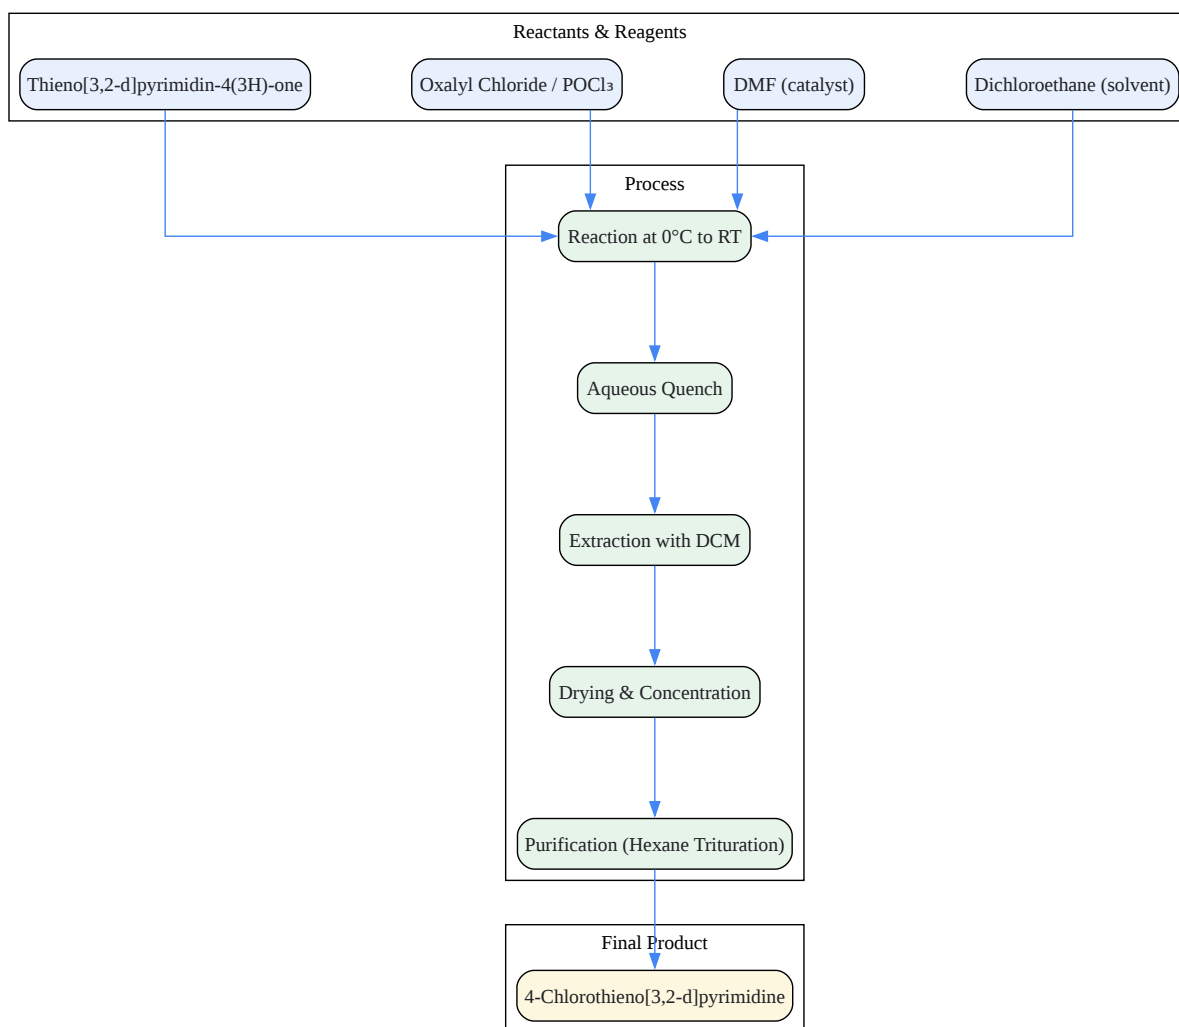 Reactants & Reagents
Thieno[3,2-d]pyrimidin-4(3H)-one
Oxalyl Chloride / POCl₃
DMF (catalyst)
Dichloroethane (solvent)
Process
Reaction at 0°C to RT
Aqueous Quench
Extraction with DCM
Drying & Concentration
Purification (Hexane Trituration)
Final Product
4-Chlorothieno[3,2-d]pyrimidine